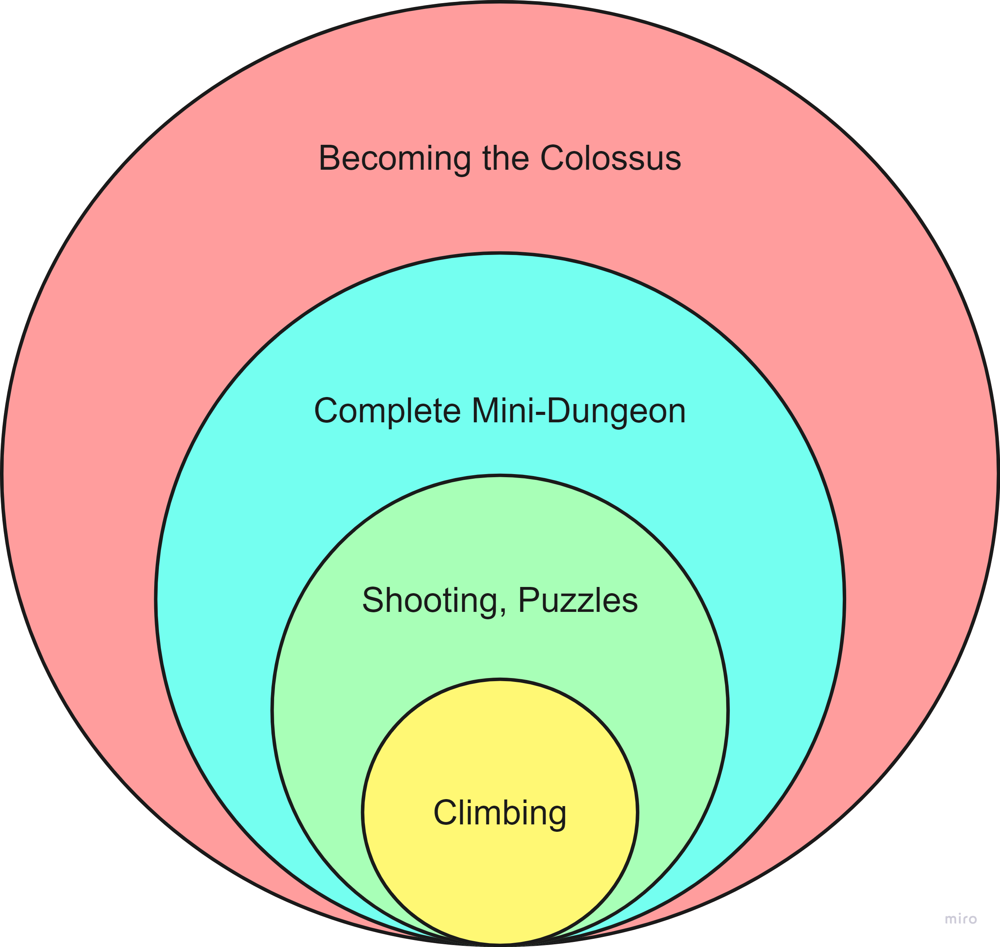 Becoming the Colossus
Complete Mini-Dungeon
Shooting, Puzzles
Climbing
miro